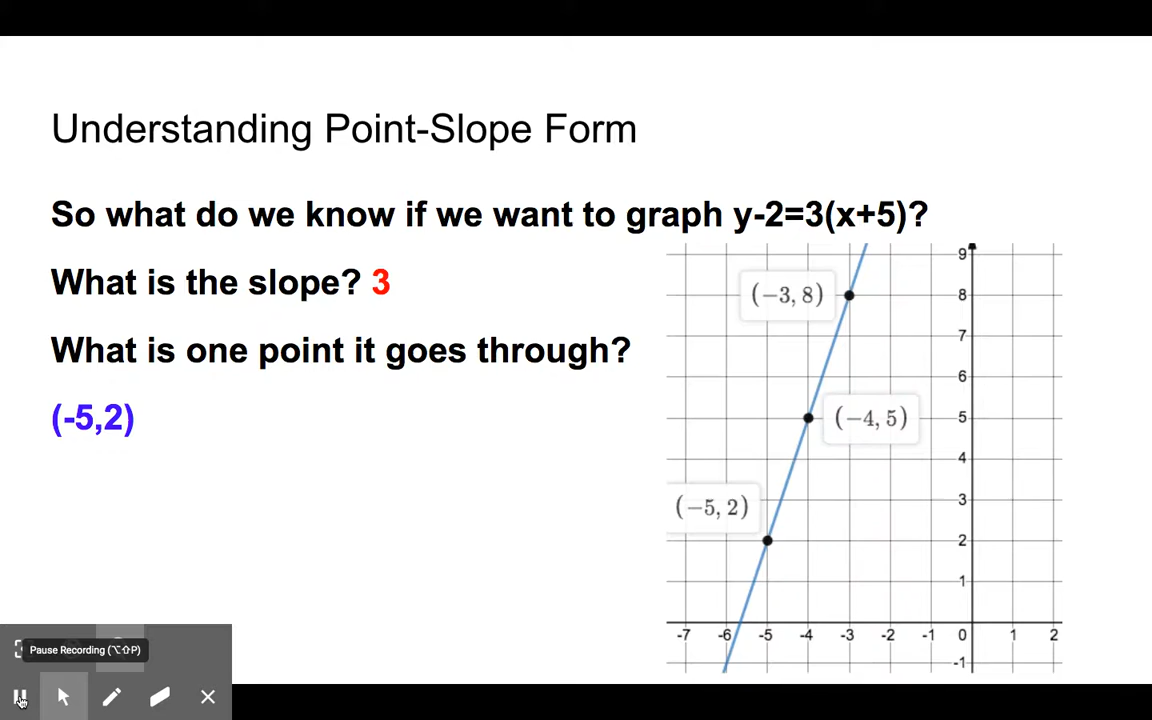 Understanding Point-Slope Form
So what do we know if we want to graph y-2=3(x+5)?
What is the slope? 3
What is one point it goes through?
(-5,2)
9
(−3, 8)
8
7
6
(−4, 5)
5
4
(−5, 2)
3
2
1
-7 -6 -5 -4 -3 -2 -1 0 1 2
-1
Pause Recording (⌥⇧P)